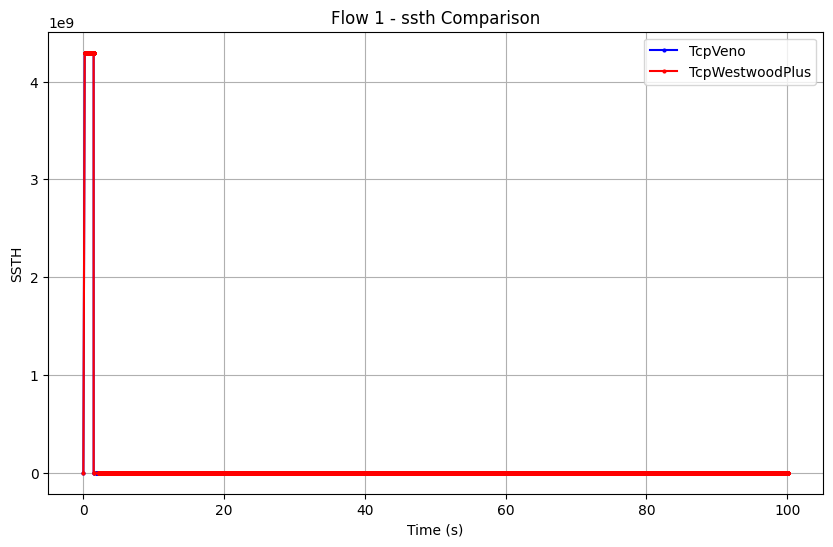 Flow 1 - ssth Comparison
1e9
TcpVeno
TcpWestwoodPlus
4
3
2
1
0
SSTH
0 20 40 60 80 100
Time (s)